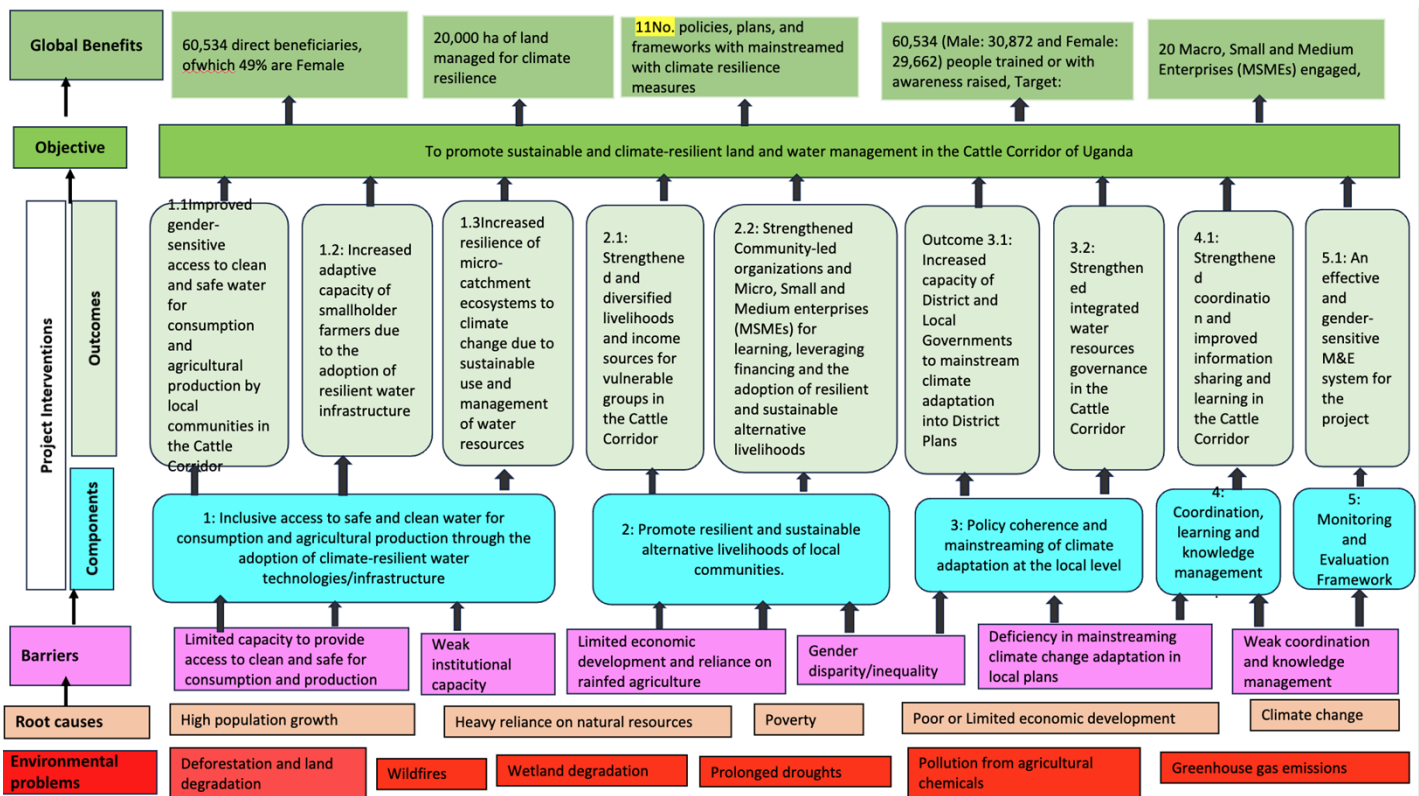 Global Benefits
60,534 direct beneficiaries,
ofwhich 49% are Female
20,000 ha of land
managed for climate
resilience
11No. policies, plans, and
frameworks with mainstreamed
with climate resilience
measures
60,534 (Male: 30,872 and Female:
29,662) people trained or with
awareness raised, Target:
20 Macro, Small and Medium
Enterprises (MSMEs) engaged,
Objective
To promote sustainable and climate-resilient land and water management in the Cattle Corridor of Uganda
Project Interventions
Outcomes
1.1Improved
gender-
sensitive
access to clean
and safe water
for
consumption
and
agricultural
production by
local
communities in
the Cattle
Corridor
1.2: Increased
adaptive
capacity of
smallholder
farmers due to
the
adoption of
resilient water
infrastructure
1.3Increased
resilience of
micro-
catchment
ecosystems to
climate
change due to
sustainable
use and
management
of water
resources
2.1:
Strengthene
d and
diversified
livelihoods
and income
sources for
vulnerable
groups in
the Cattle
Corridor
2.2: Strengthened
Community-led
organizations and
Micro, Small and
Medium enterprises
(MSMEs) for
learning, leveraging
financing and the
adoption of resilient
and sustainable
alternative
livelihoods
Outcome 3.1:
Increased
capacity of
District and
Local
Governments
to mainstream
climate
adaptation
into District
Plans
3.2:
Strengthen
ed
integrated
water
resources
governance
in the
Cattle
Corridor
4.1:
Strengthene
d
coordinatio
n and
improved
information
sharing and
learning in
the Cattle
Corridor
5.1: An
effective
and
gender-
sensitive
M&E
system for
the
project
Components
1: Inclusive access to safe and clean water for
consumption and agricultural production through the
adoption of climate-resilient water
technologies/infrastructure
2: Promote resilient and sustainable
alternative livelihoods of local
communities.
3: Policy coherence and
mainstreaming of climate
adaptation at the local level
4:
Coordination,
learning and
knowledge
management
.
5:
Monitoring
and
Evaluation
Framework
Barriers
Limited capacity to provide
access to clean and safe for
consumption and production
Weak
institutional
capacity
Limited economic
development and reliance on
rainfed agriculture
Gender
disparity/inequality
Deficiency in mainstreaming
climate change adaptation in
local plans
Weak coordination
and knowledge
management
Root causes
High population growth
Heavy reliance on natural resources
Poverty
Poor or Limited economic development
Climate change
Environmental
problems
Deforestation and land
degradation
Wildfires
Wetland degradation
Prolonged droughts
Pollution from agricultural
chemicals
Greenhouse gas emissions